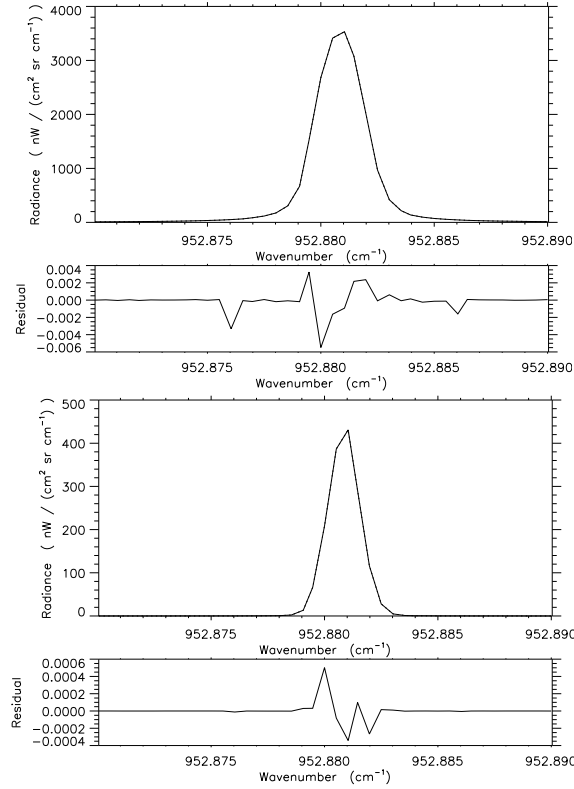 4000
3000
2000
1000
0
Radiance ( nW / (cm² sr cm⁻¹) )
952.875 952.880 952.885 952.890
Wavenumber (cm⁻¹)
0.004
0.002
0.000
−0.002
−0.004
−0.006
Residual
952.875 952.880 952.885 952.890
Wavenumber (cm⁻¹)
500
400
300
200
100
0
Radiance ( nW / (cm² sr cm⁻¹) )
952.875 952.880 952.885 952.890
Wavenumber (cm⁻¹)
0.0006
0.0004
0.0002
0.0000
−0.0002
−0.0004
Residual
952.875 952.880 952.885 952.890
Wavenumber (cm⁻¹)